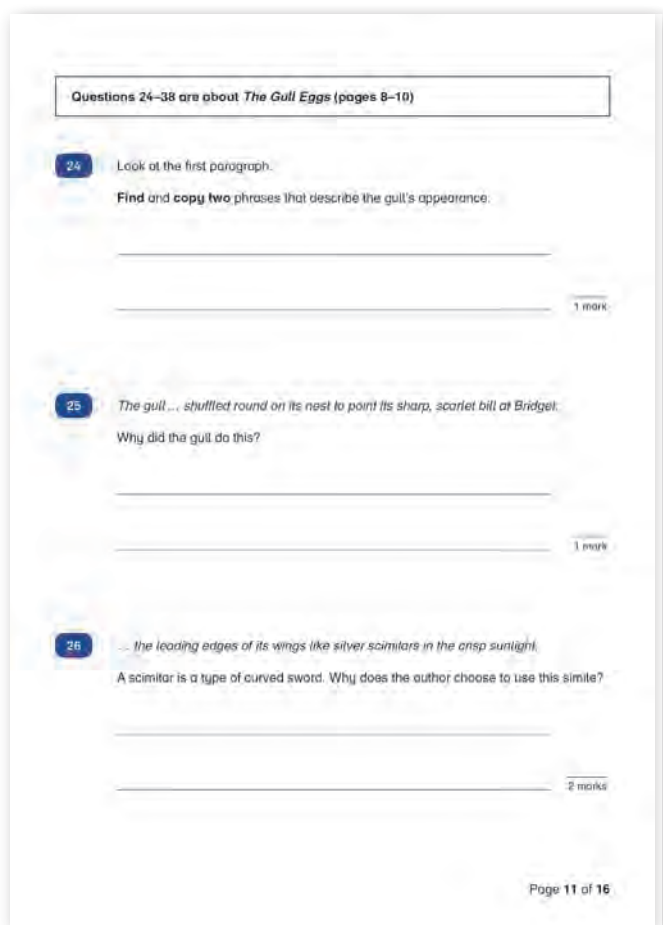 Questions 24–38 are about The Gull Eggs (pages 8–10)
24 Look at the first paragraph.
Find and copy two phrases that describe the gull's appearance.
1 mark
25 The gull ... shuffled round on its nest to point its sharp, scarlet bill at Bridget.
Why did the gull do this?
1 mark
26 ... the leading edges of its wings like silver scimitars in the crisp sunlight.
A scimitar is a type of curved sword. Why does the author choose to use this simile?
2 marks
Page 11 of 16